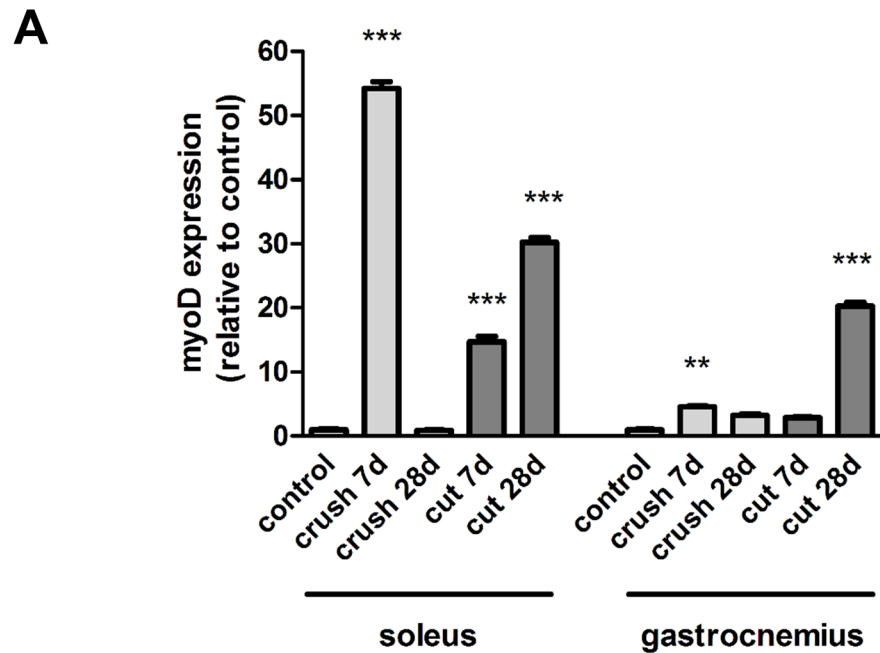 A
myoD expression
(relative to control)
60
50
40
30
20
10
0
***
***
***
**
***
control
crush 7d
crush 28d
cut 7d
cut 28d
control
crush 7d
crush 28d
cut 7d
cut 28d
soleus
gastrocnemius